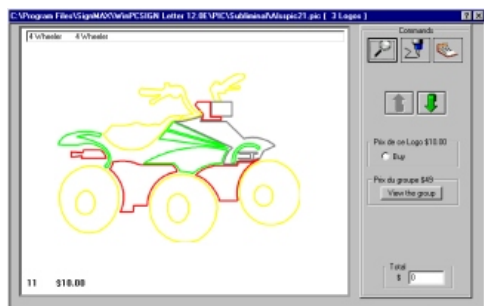 C:\Program Files\SignMAX\WinPCSIGN Letter 12.0E\PIC\Subliminal\Alsspic21.pic ( 3 Logos )
4 Wheeler 4 Wheeler
Commands
Prix de ce Logo $10.00
Buy
Prix du groupe $49
View the group
Total
$ 0
11 $10.00